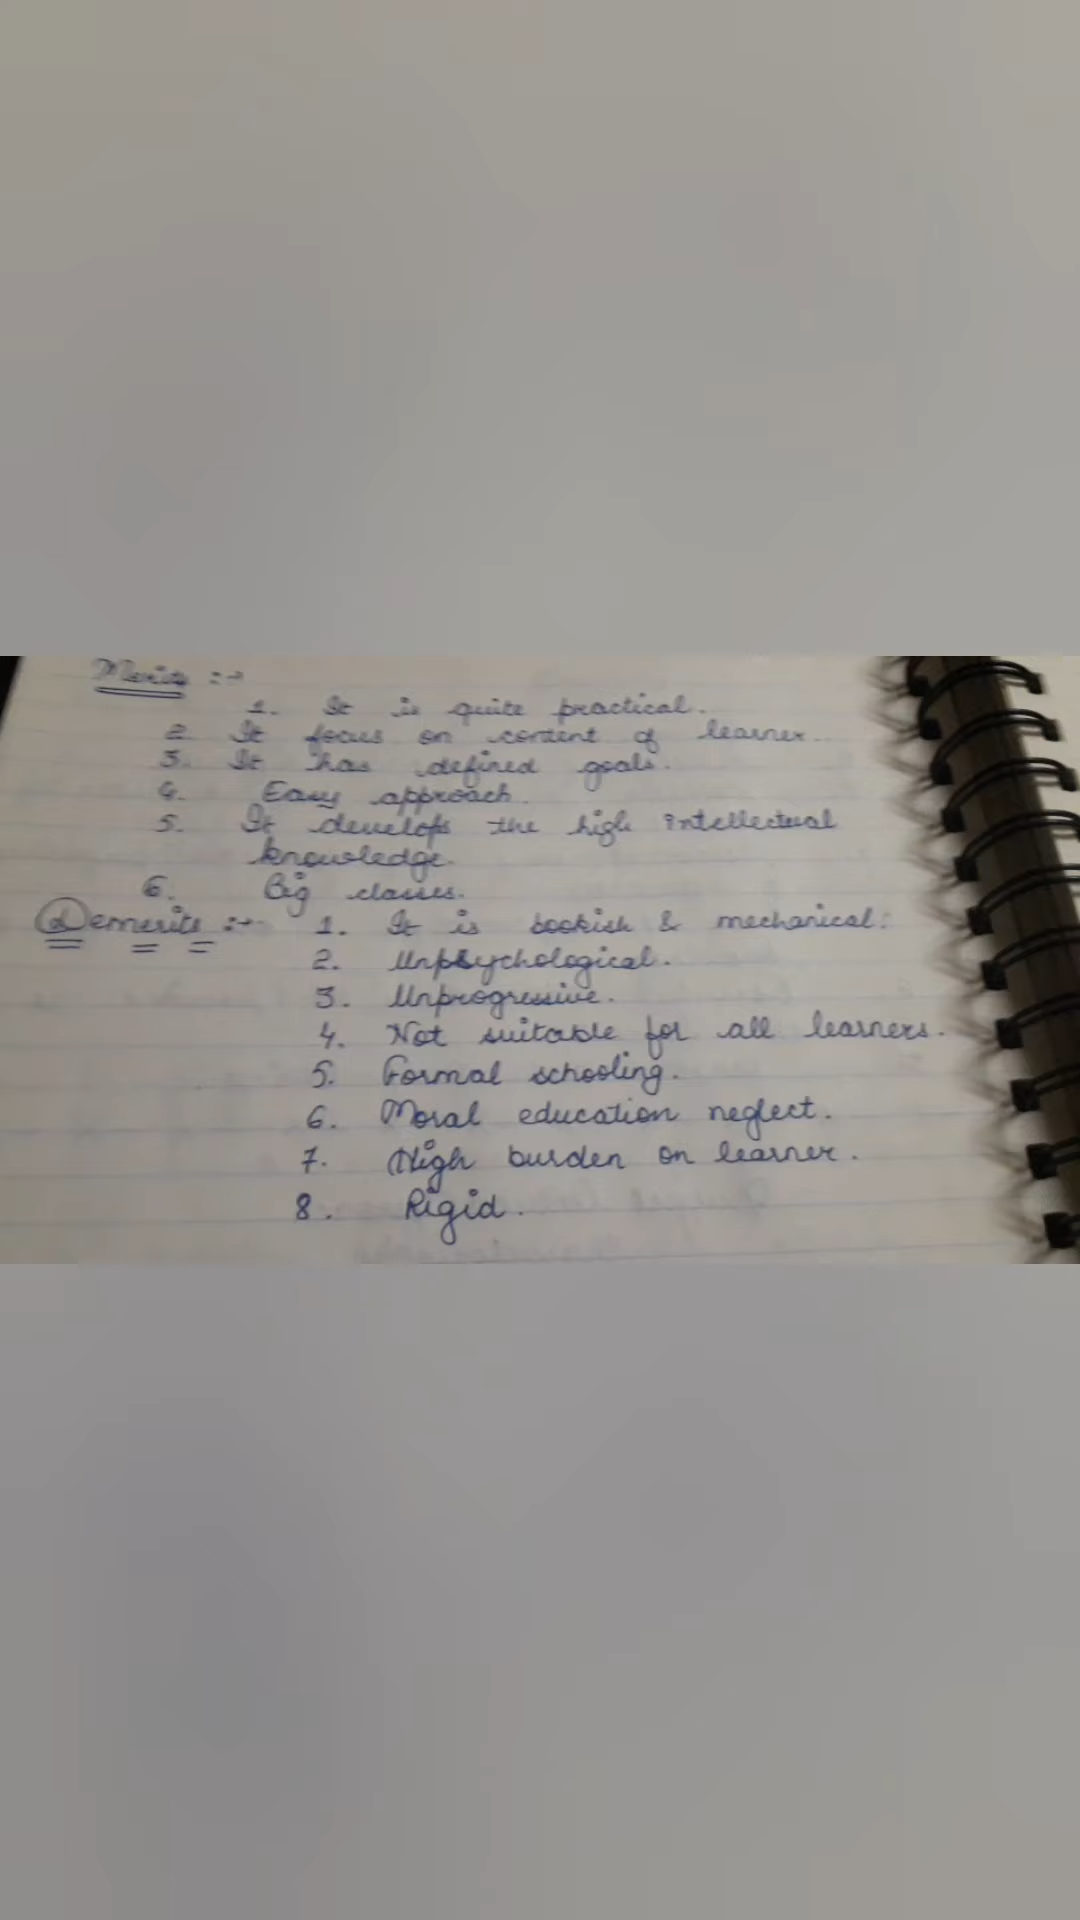 Merits :→
1. It is quite practical.
2. It focus on content of learner..
3. It has defined goals.
4. Easy approach.
5. It develops the high intellectual
knowledge.
6. Big classes.
Demerits :→ 1. It is bookish & mechanical.
2. Unpsychological.
3. Unprogressive.
4. Not suitable for all learners.
5. Formal schooling.
6. Moral education neglect.
7. High burden on learner.
8. Rigid.